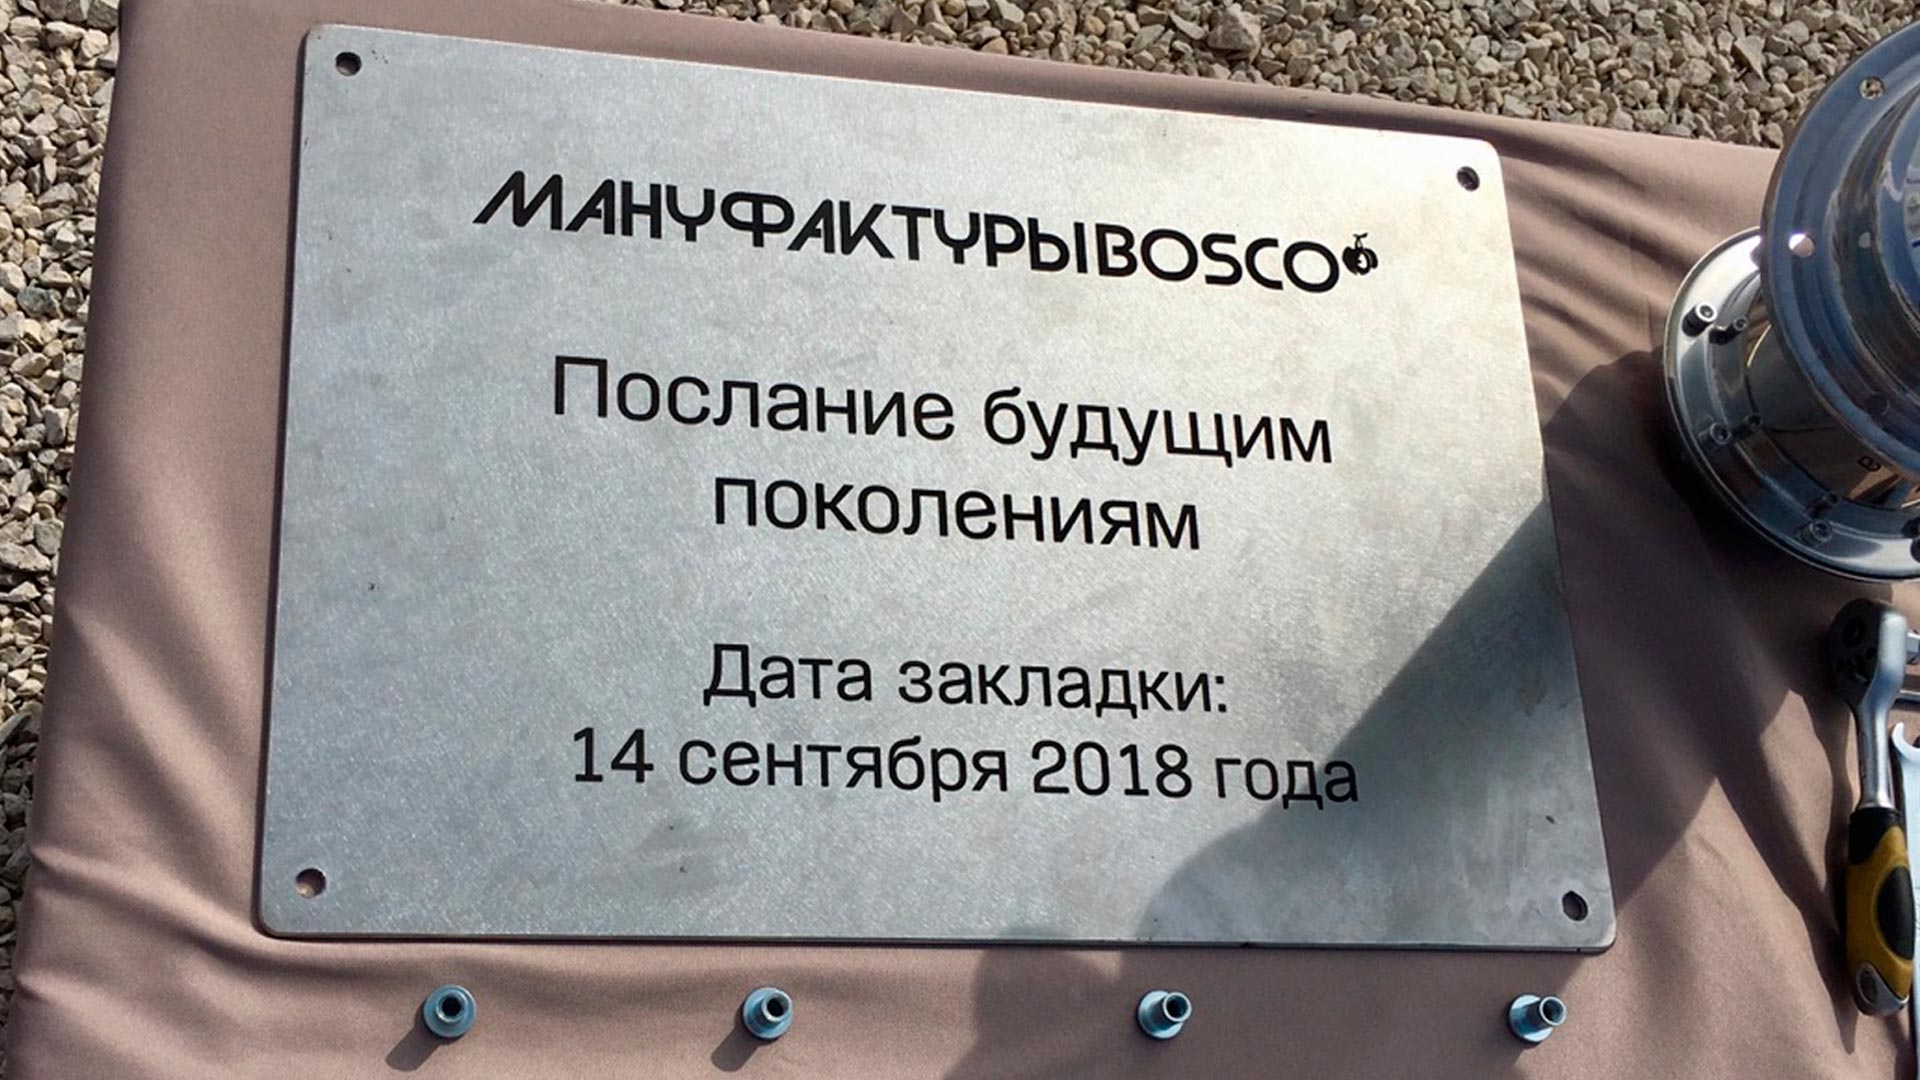 МАНУФАКТУРЫBOSCO
Послание будущим
поколениям
Дата закладки:
14 сентября 2018 года